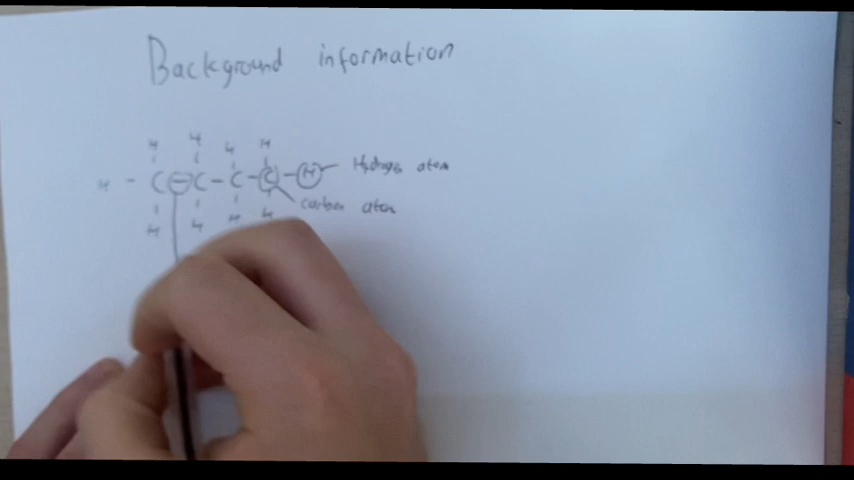 Background information
H H H H
H - C - C - C - C - H Hydrogen atom
H H H H carbon atom